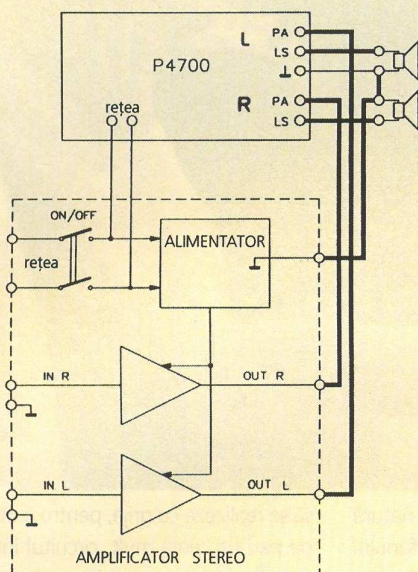 L PA
LS
P4700
⊥
rețea
R PA
LS
ON/OFF
ALIMENTATOR
rețea
IN R OUT R
IN L OUT L
AMPLIFICATOR STEREO